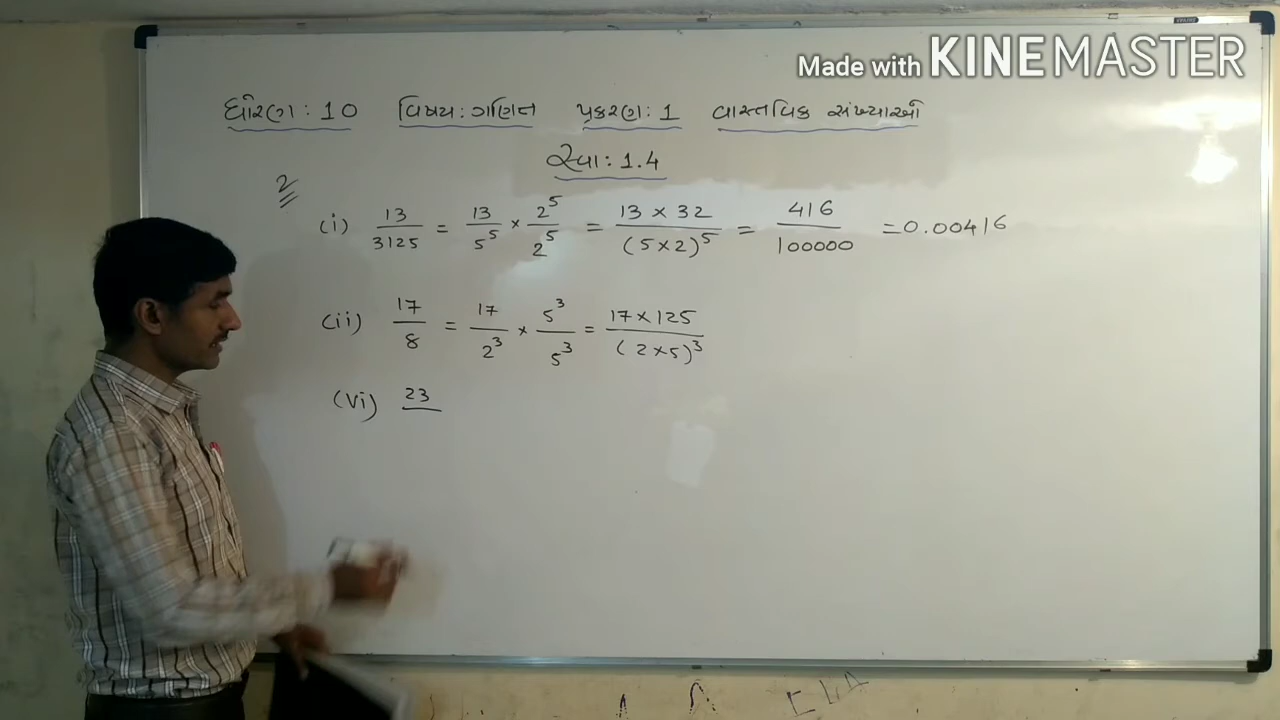 Made with KINEMASTER
ધોરણ : 10 વિષય : ગણિત પ્રકરણ : 1 વાસ્તવિક સંખ્યાઓ
સ્વા : 1.4
2
(i) 13/3125 = 13/5^5 × 2^5/2^5 = 13 × 32/(5×2)^5 = 416/100000 = 0.00416
(ii) 17/8 = 17/2^3 × 5^3/5^3 = 17 × 125/(2×5)^3
(Vi) 23